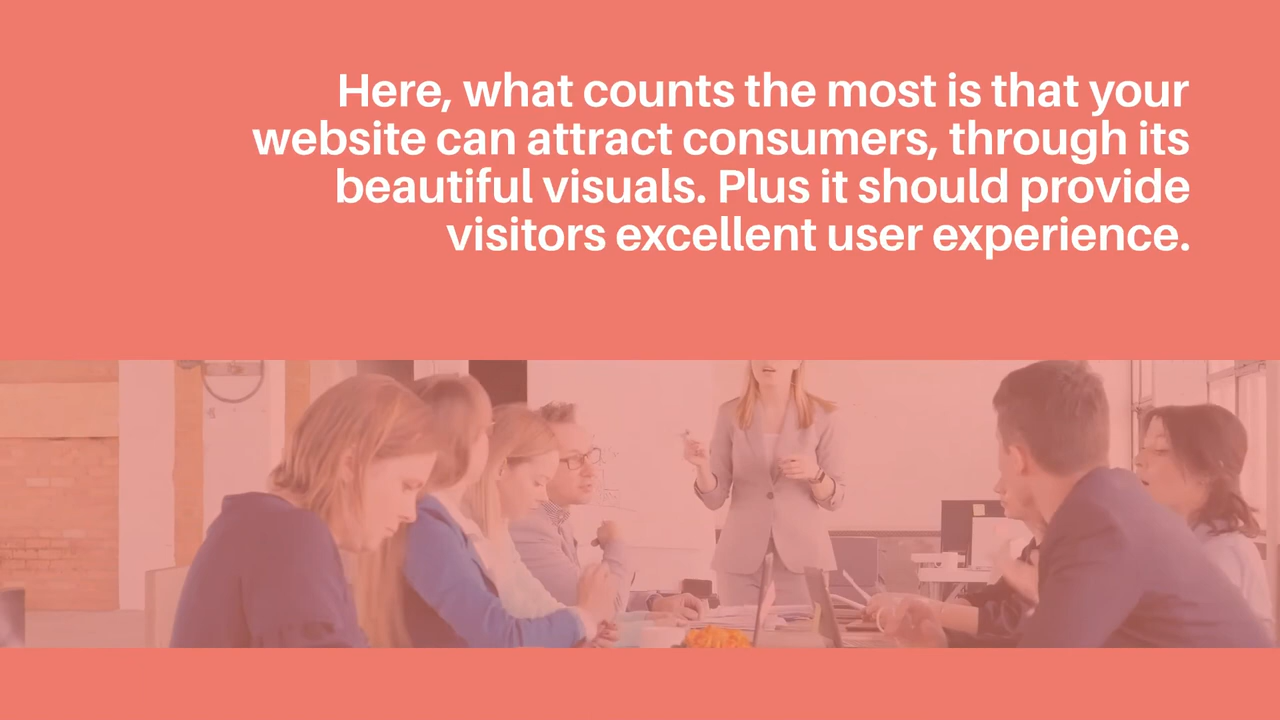 Here, what counts the most is that your
website can attract consumers, through its
beautiful visuals. Plus it should provide
visitors excellent user experience.